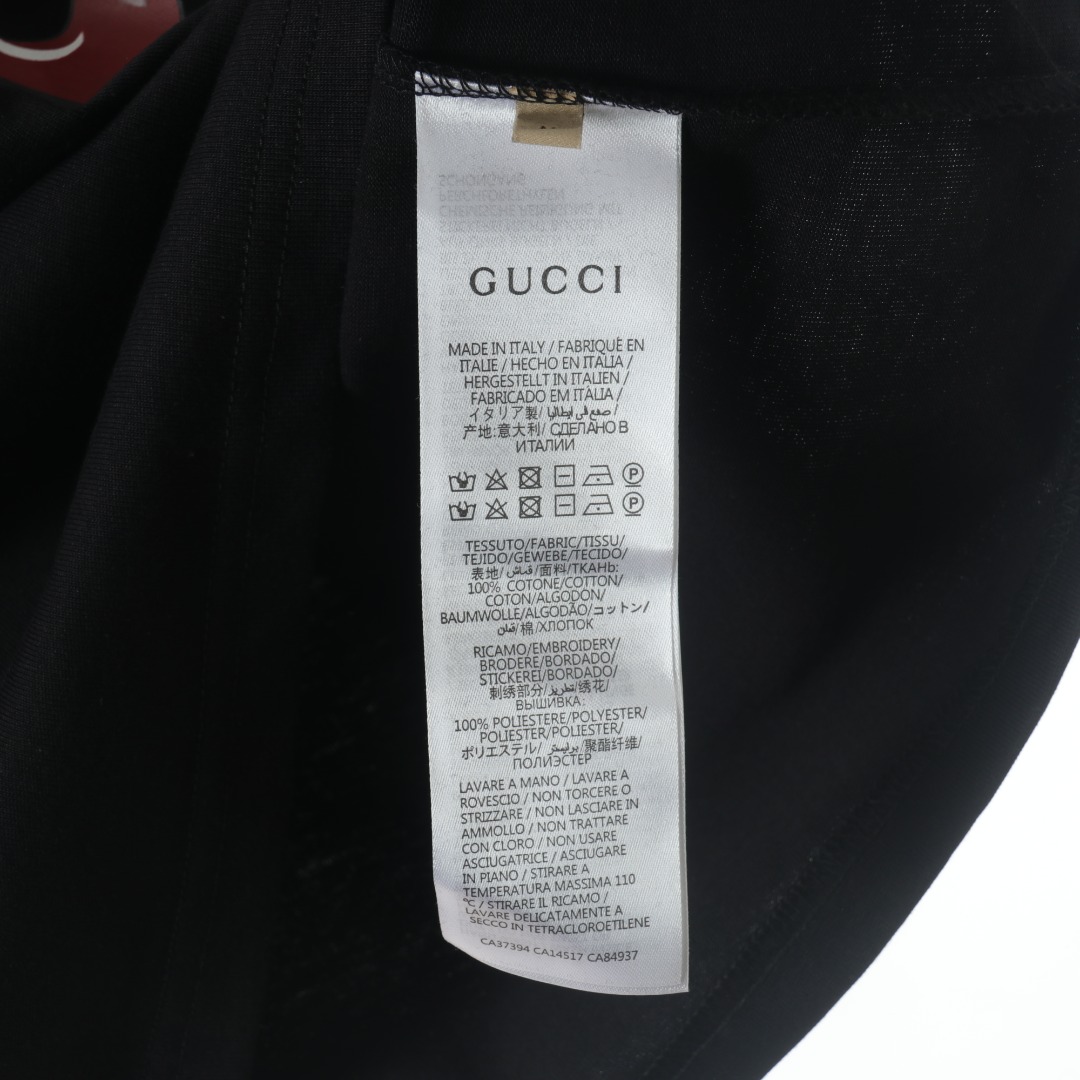 GUCCI
MADE IN ITALY / FABRIQUÉ EN
ITALIE / HECHO EN ITALIA /
HERGESTELLT IN ITALIEN /
FABRICADO EM ITALIA /
イタリア製/ صنع في إيطاليا /
产地:意大利/ СДЕЛАНО В
ИТАЛИИ
P
P
TESSUTO/FABRIC/TISSU/
TEJIDO/GEWEBE/TECIDO/
表地/ قماش /面料/TKAHb:
100% COTONE/COTTON/
COTON/ALGODÓN/
BAUMWOLLE/ALGODÃO/コットン/
قطن/棉/ХЛОПОК
RICAMO/EMBROIDERY/
BRODERE/BORDADO/
STICKEREI/BORDADO/
刺绣部分/تطريز/绣花/
ВЫШИВКА:
100% POLIESTERE/POLYESTER/
POLIESTER/POLIESTER/
ポリエステル/ بوليستر /聚酯纤维/
ПОЛИЭСТЕР
LAVARE A MANO / LAVARE A
ROVESCIO / NON TORCERE O
STRIZZARE / NON LASCIARE IN
AMMOLLO / NON TRATTARE
CON CLORO / NON USARE
ASCIUGATRICE / ASCIUGARE
IN PIANO / STIRARE A
TEMPERATURA MASSIMA 110
°C / STIRARE IL RICAMO /
LAVARE DELICATAMENTE A
SECCO IN TETRACLOROETILENE
CA37394 CA14517 CA84937